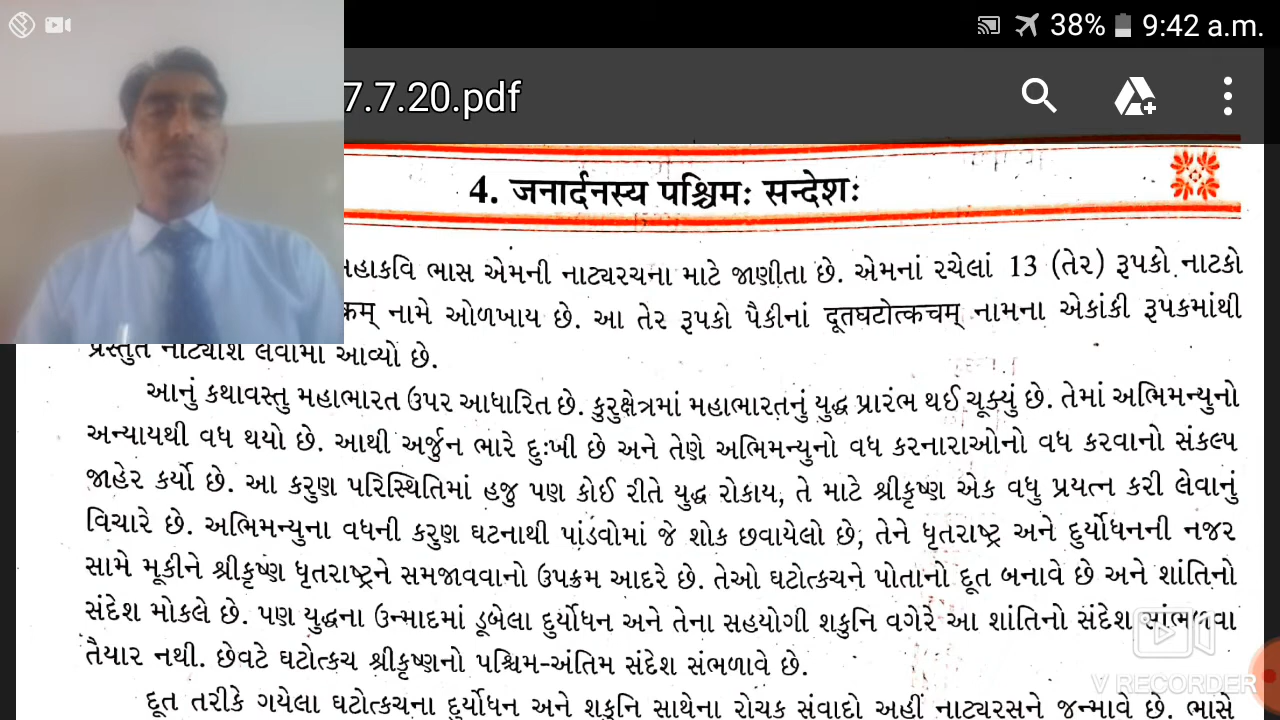 38% 9:42 a.m.
7.7.20.pdf
4. जनार्दनस्य पश्चिमः सन्देशः
મહાકવિ ભાસ એમની નાટ્યરચના માટે જાણીતા છે. એમનાં રચેલાં 13 (તેર) રૂપકો નાટકો
નામે ઓળખાય છે. આ તેર રૂપકો પૈકીનાં दूतघटोत्कचम् નામના એકાંકી રૂપકમાંથી
પ્રસ્તુત નાટ્યાંશ લેવામાં આવ્યો છે.
આનું કથાવસ્તુ મહાભારત ઉપર આધારિત છે. કુરુક્ષેત્રમાં મહાભારતનું યુદ્ધ પ્રારંભ થઈ ચૂક્યું છે. તેમાં અભિમન્યુનો
અન્યાયથી વધ થયો છે. આથી અર્જુન ભારે દુઃખી છે અને તેણે અભિમન્યુનો વધ કરનારાઓનો વધ કરવાનો સંકલ્પ
જાહેર કર્યો છે. આ કરુણ પરિસ્થિતિમાં હજુ પણ કોઈ રીતે યુદ્ધ રોકાય, તે માટે શ્રીકૃષ્ણ એક વધુ પ્રયત્ન કરી લેવાનું
વિચારે છે. અભિમન્યુના વધની કરુણ ઘટનાથી પાંડવોમાં જે શોક છવાયેલો છે; તેને ધૃતરાષ્ટ્ર અને દુર્યોધનની નજર
સામે મૂકીને શ્રીકૃષ્ણ ધૃતરાષ્ટ્રને સમજાવવાનો ઉપક્રમ આદરે છે. તેઓ ઘટોત્કચને પોતાનો દૂત બનાવે છે અને શાંતિનો
સંદેશ મોકલે છે. પણ યુદ્ધના ઉન્માદમાં ડૂબેલા દુર્યોધન અને તેના સહયોગી શકુનિ વગેરે આ શાંતિનો સંદેશ સાંભળવા
તૈયાર નથી. છેવટે ઘટોત્કચ શ્રીકૃષ્ણનો પશ્ચિમ-અંતિમ સંદેશ સંભળાવે છે.
V RECORDER
દૂત તરીકે ગયેલા ઘટોત્કચના દુર્યોધન અને શકુનિ સાથેના રોચક સંવાદો અહીં નાટ્યરસને જન્માવે છે. ભાસે